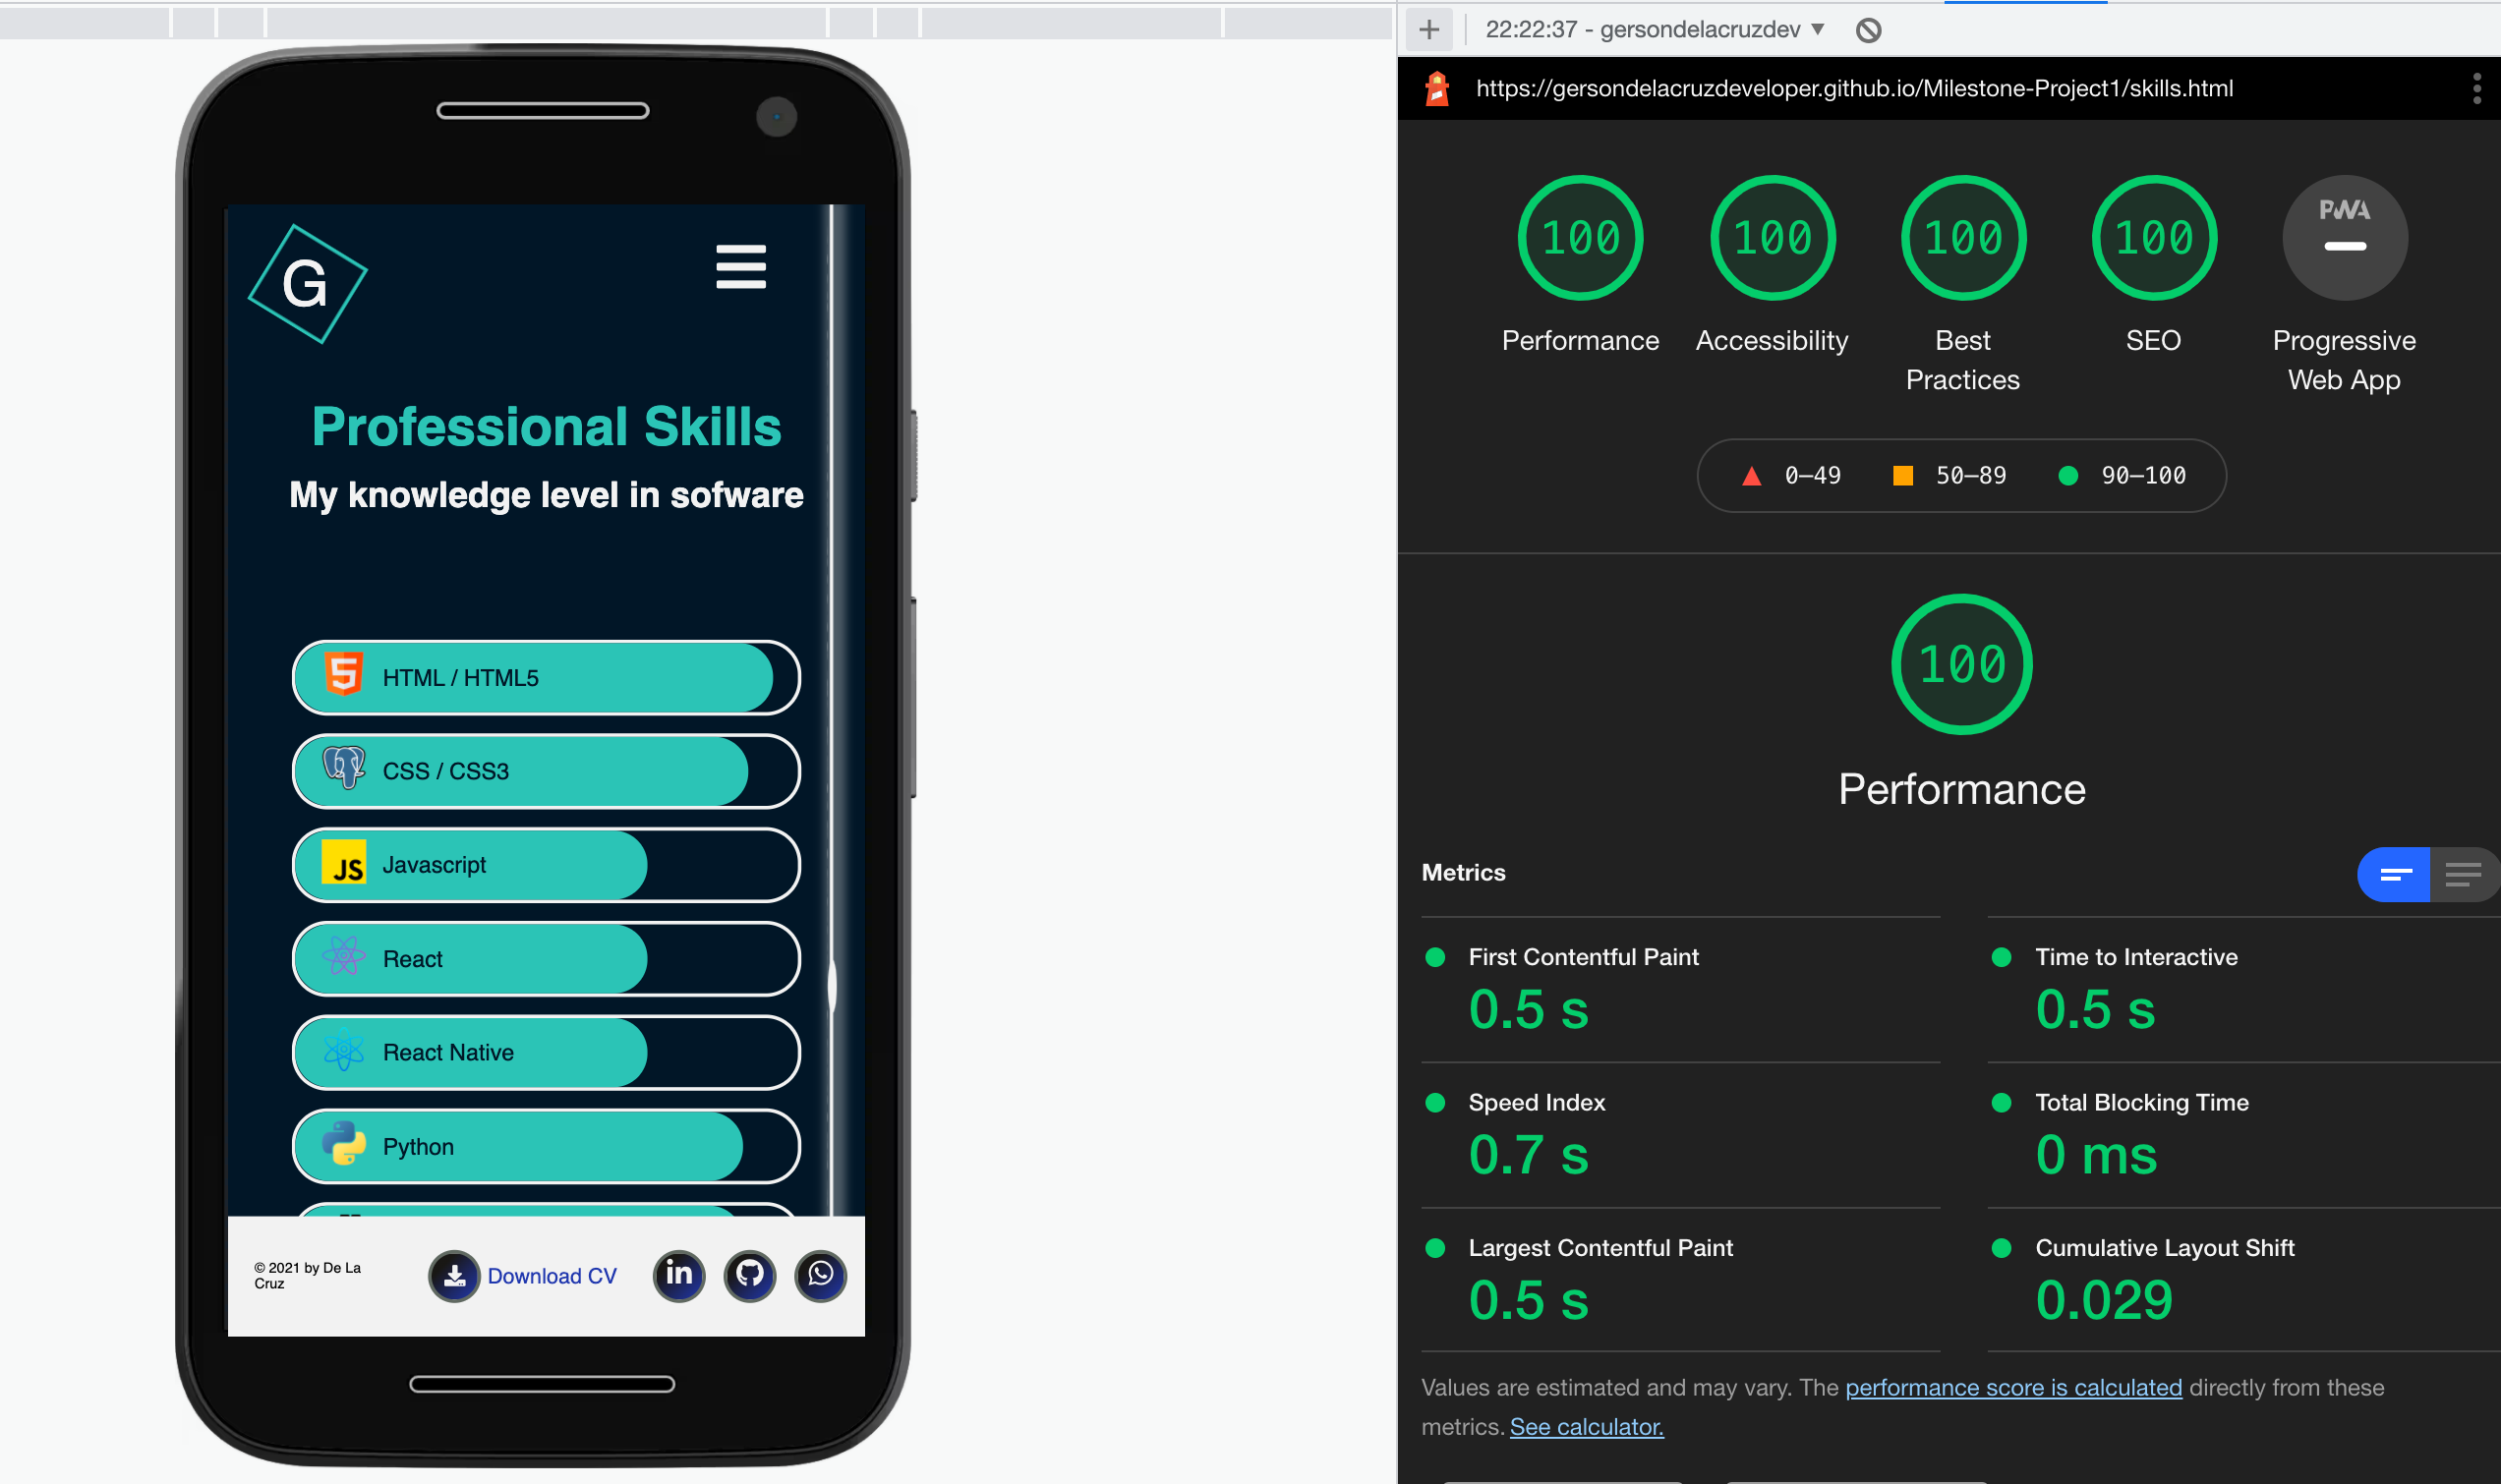 G
Professional Skills
My knowledge level in sofware
HTML / HTML5
CSS / CSS3
JS
Javascript
React
React Native
Python
© 2021 by De La
Cruz
Download CV
in
22:22:37 - gersondelacruzdev
https://gersondelacruzdeveloper.github.io/Milestone-Project1/skills.html
100
Performance
100
Accessibility
100
Best
Practices
100
SEO
PWA
Progressive
Web App
0–49
50–89
90–100
100
Performance
Metrics
First Contentful Paint
0.5 s
Time to Interactive
0.5 s
Speed Index
0.7 s
Total Blocking Time
0 ms
Largest Contentful Paint
0.5 s
Cumulative Layout Shift
0.029
Values are estimated and may vary. The performance score is calculated directly from these
metrics. See calculator.